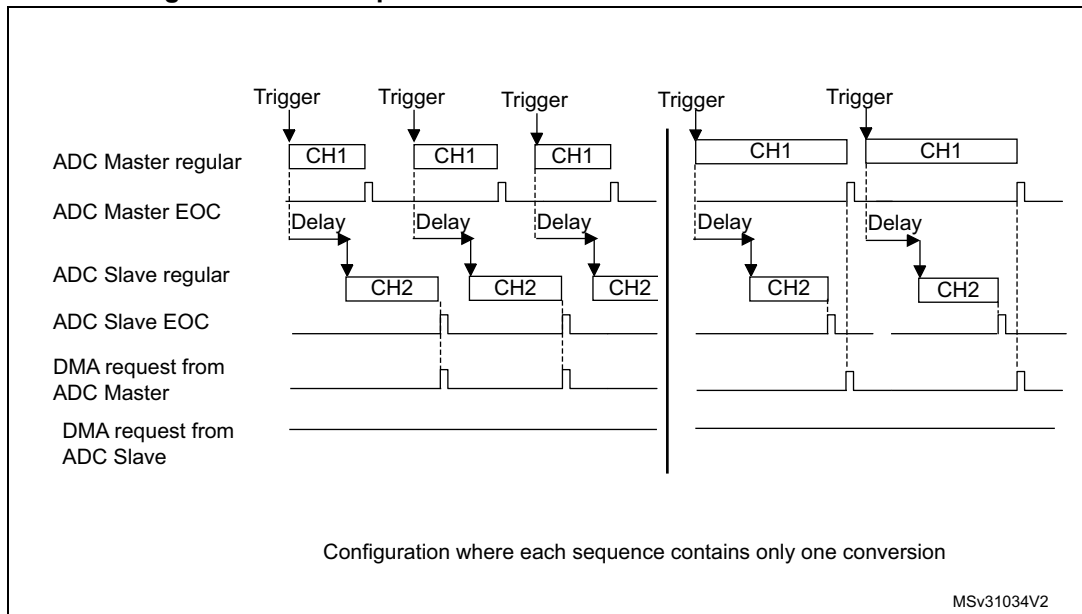 Trigger Trigger Trigger Trigger Trigger
ADC Master regular CH1 CH1 CH1 CH1 CH1
ADC Master EOC
Delay Delay Delay Delay Delay
ADC Slave regular CH2 CH2 CH2 CH2 CH2
ADC Slave EOC
DMA request from
ADC Master
DMA request from
ADC Slave
Configuration where each sequence contains only one conversion
MSv31034V2